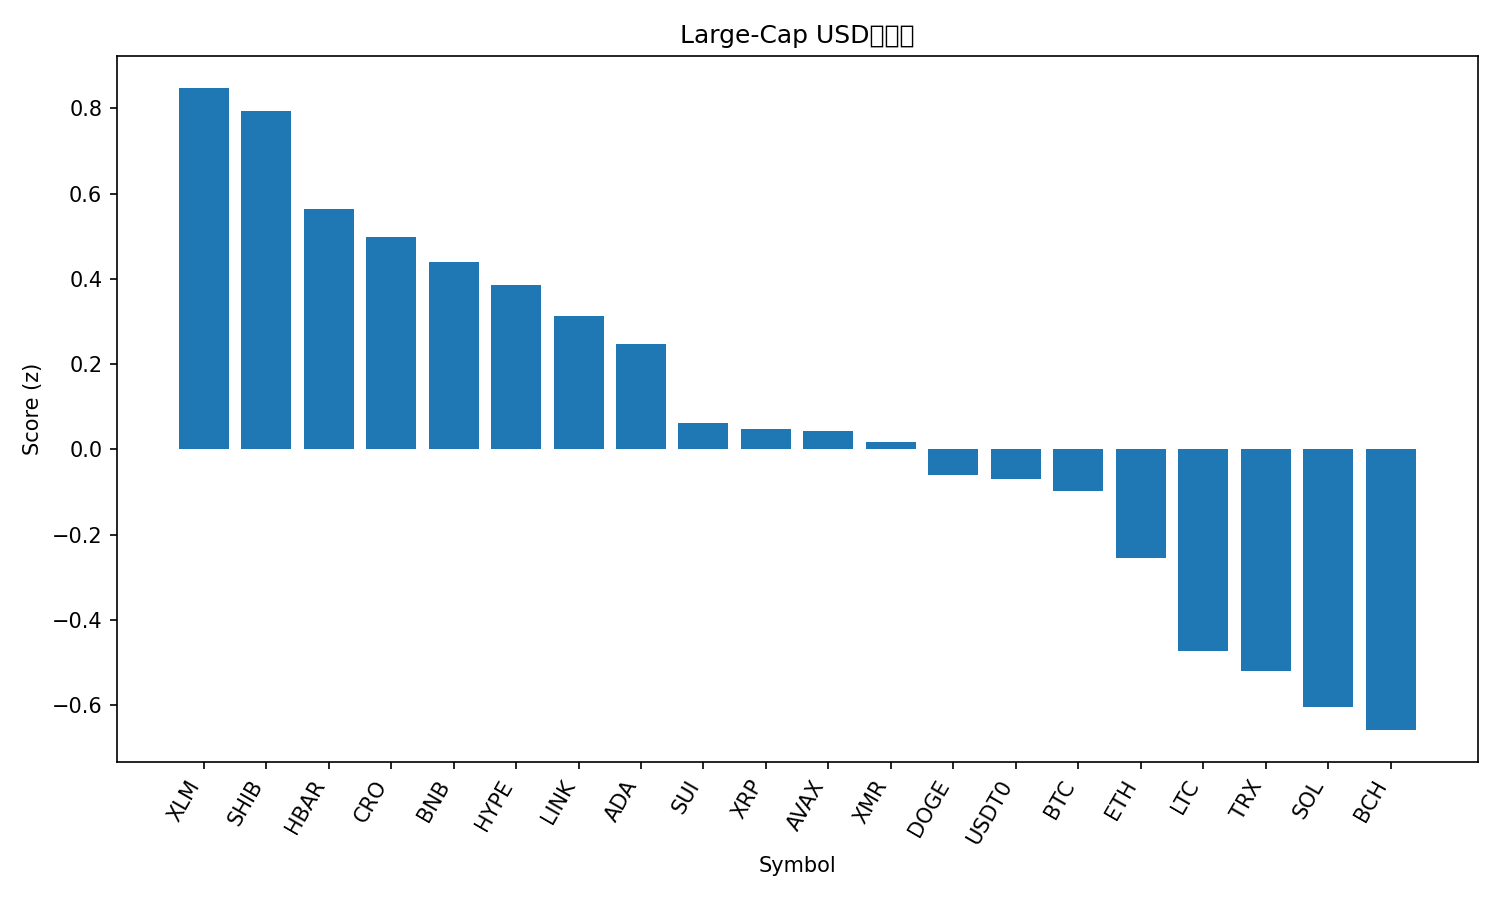 Large-Cap USD
Score (z)
0.8
0.6
0.4
0.2
0.0
−0.2
−0.4
−0.6
XLM
SHIB
HBAR
CRO
BNB
HYPE
LINK
ADA
SUI
XRP
AVAX
XMR
DOGE
USDT0
BTC
ETH
LTC
TRX
SOL
BCH
Symbol